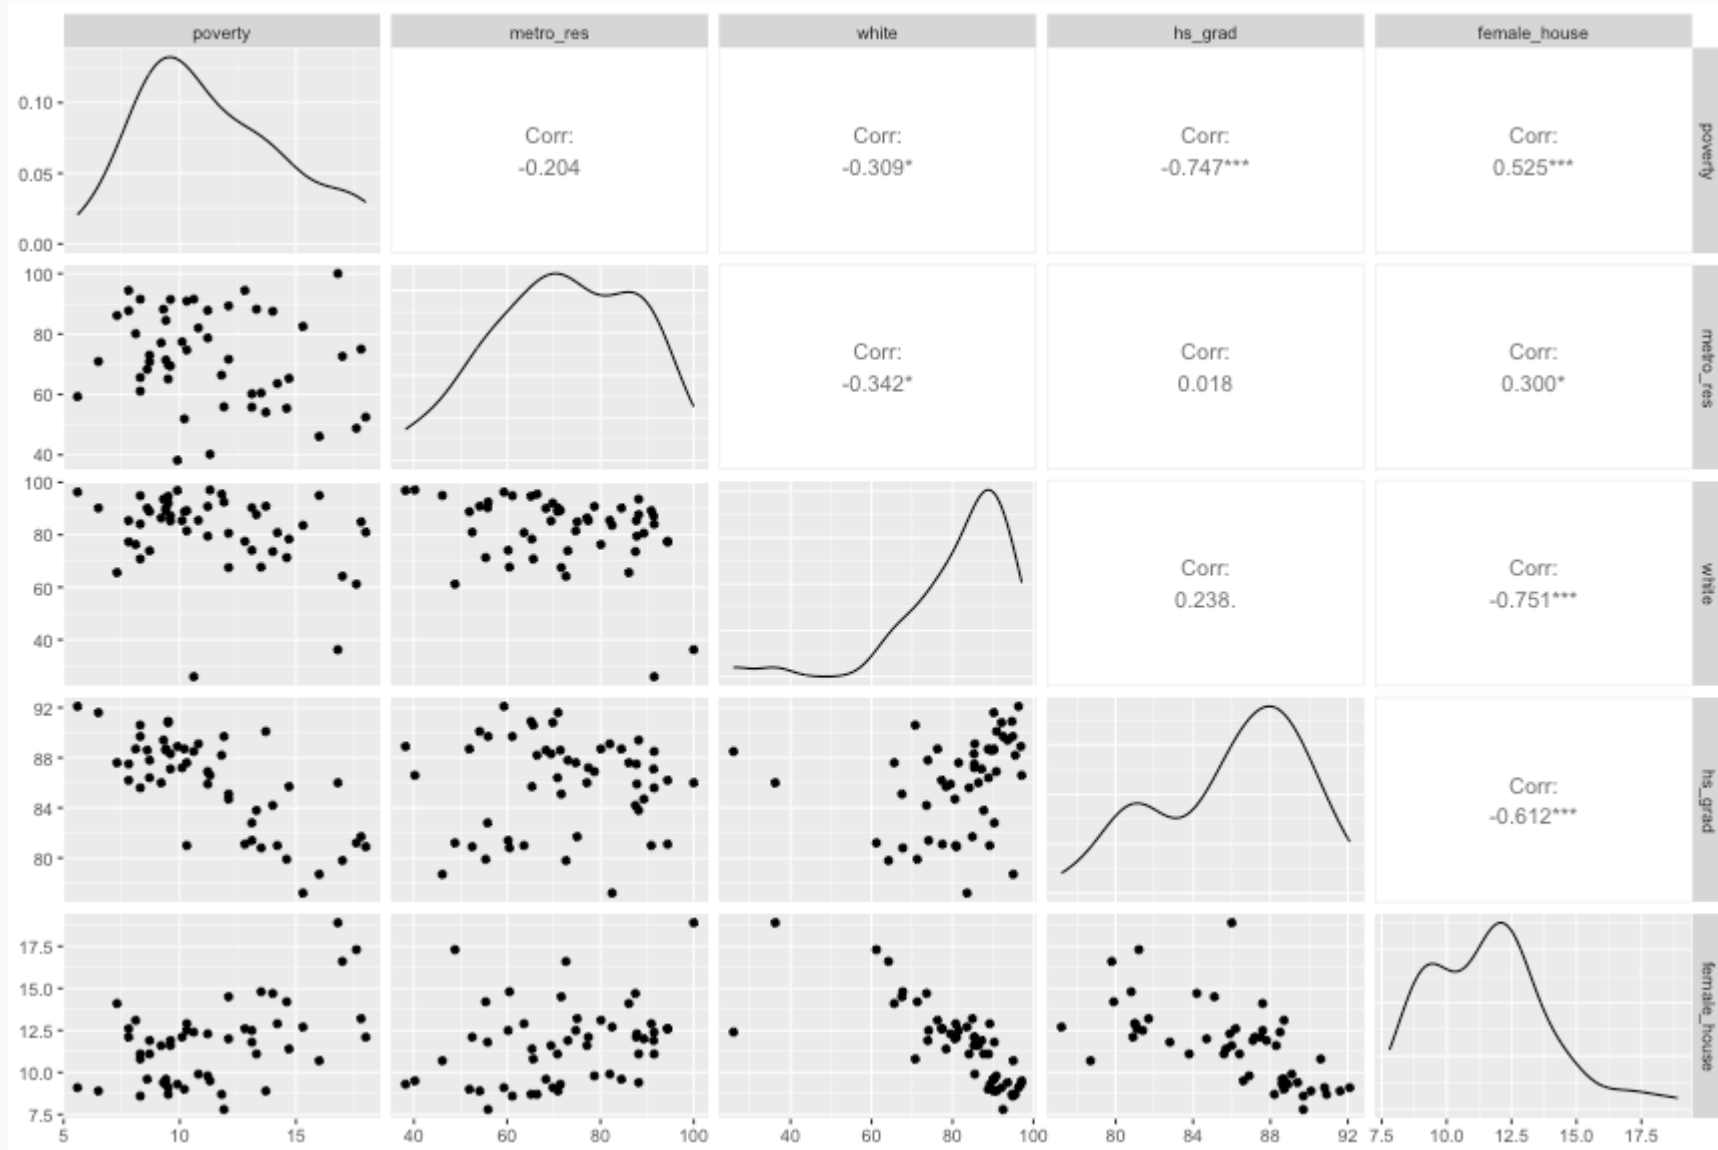 poverty
metro_res
white
hs_grad
female_house
0.10
0.05
0.00
Corr:
-0.204
Corr:
-0.309*
Corr:
-0.747***
Corr:
0.525***
poverty
100
80
60
40
Corr:
-0.342*
Corr:
0.018
Corr:
0.300*
metro_res
100
80
60
40
Corr:
0.238.
Corr:
-0.751***
white
92
88
84
80
Corr:
-0.612***
hs_grad
17.5
15.0
12.5
10.0
7.5
female_house
5 10 15
40 60 80 100
40 60 80 100
80 84 88 92
7.5 10.0 12.5 15.0 17.5